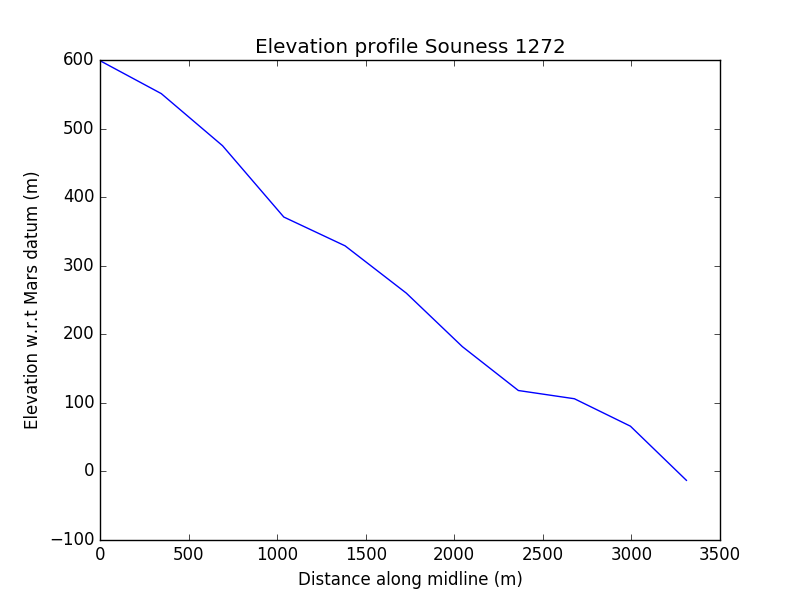 Elevation profile Souness 1272
600
500
400
300
200
100
0
−100
Elevation w.r.t Mars datum (m)
0 500 1000 1500 2000 2500 3000 3500
Distance along midline (m)